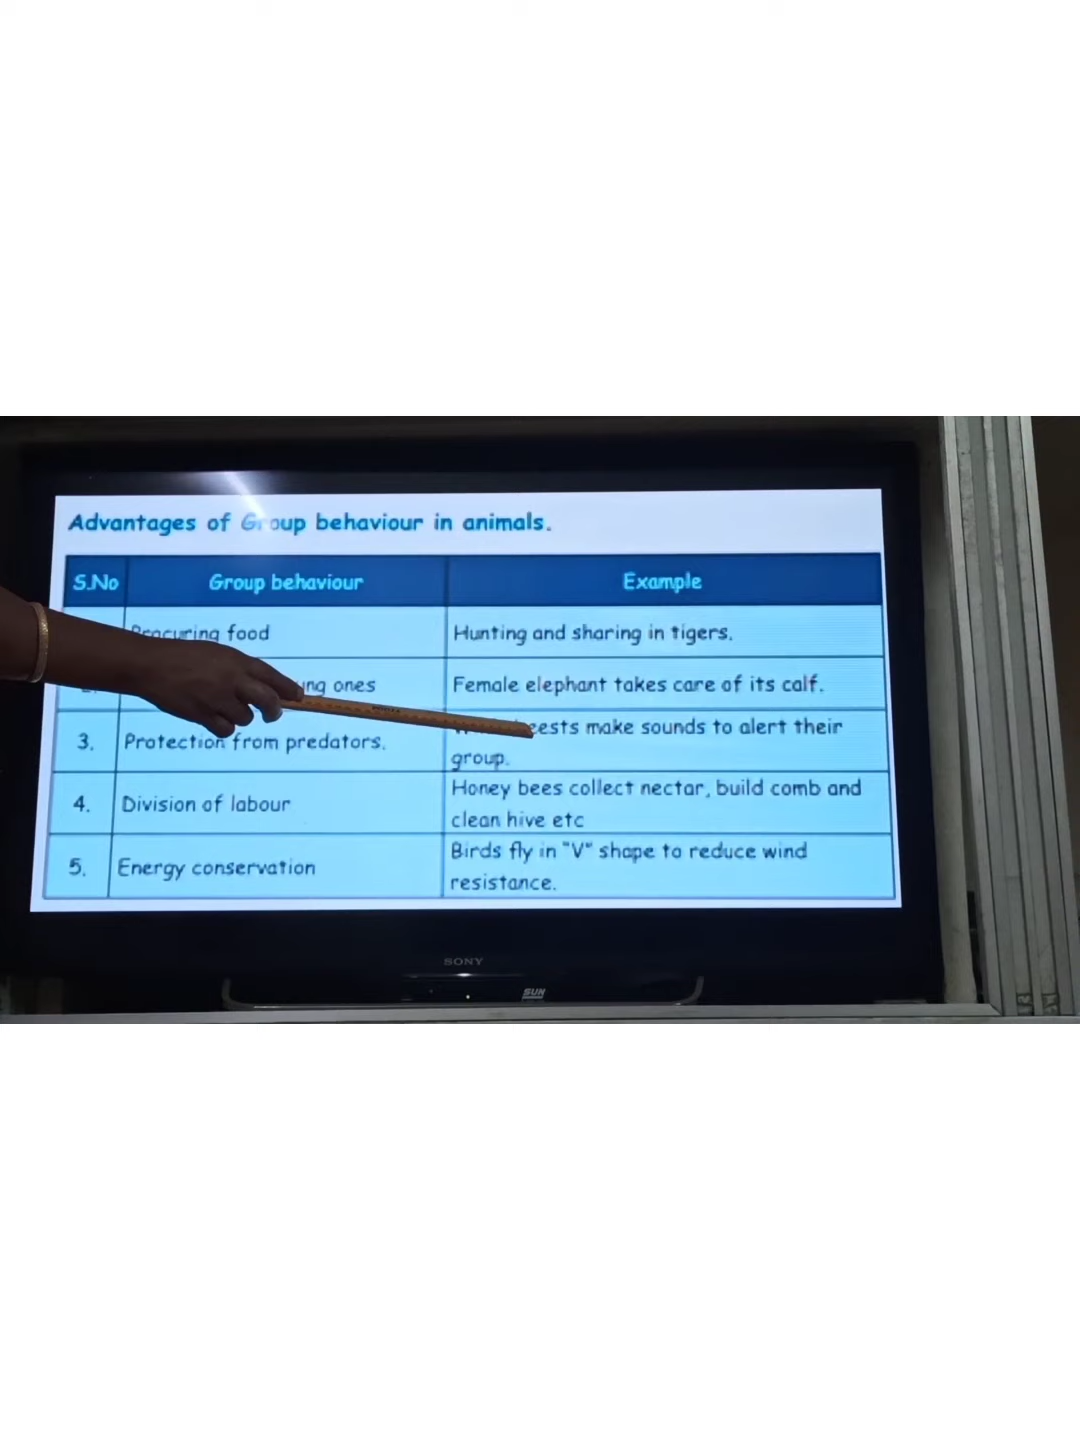 Advantages of Group behaviour in animals.
S.No Group behaviour Example
Procuring food Hunting and sharing in tigers.
ones Female elephant takes care of its calf.
3. Protection from predators. make sounds to alert their
group.
4. Division of labour Honey bees collect nectar, build comb and
clean hive etc
5. Energy conservation Birds fly in "V" shape to reduce wind
resistance.
SONY
SUN